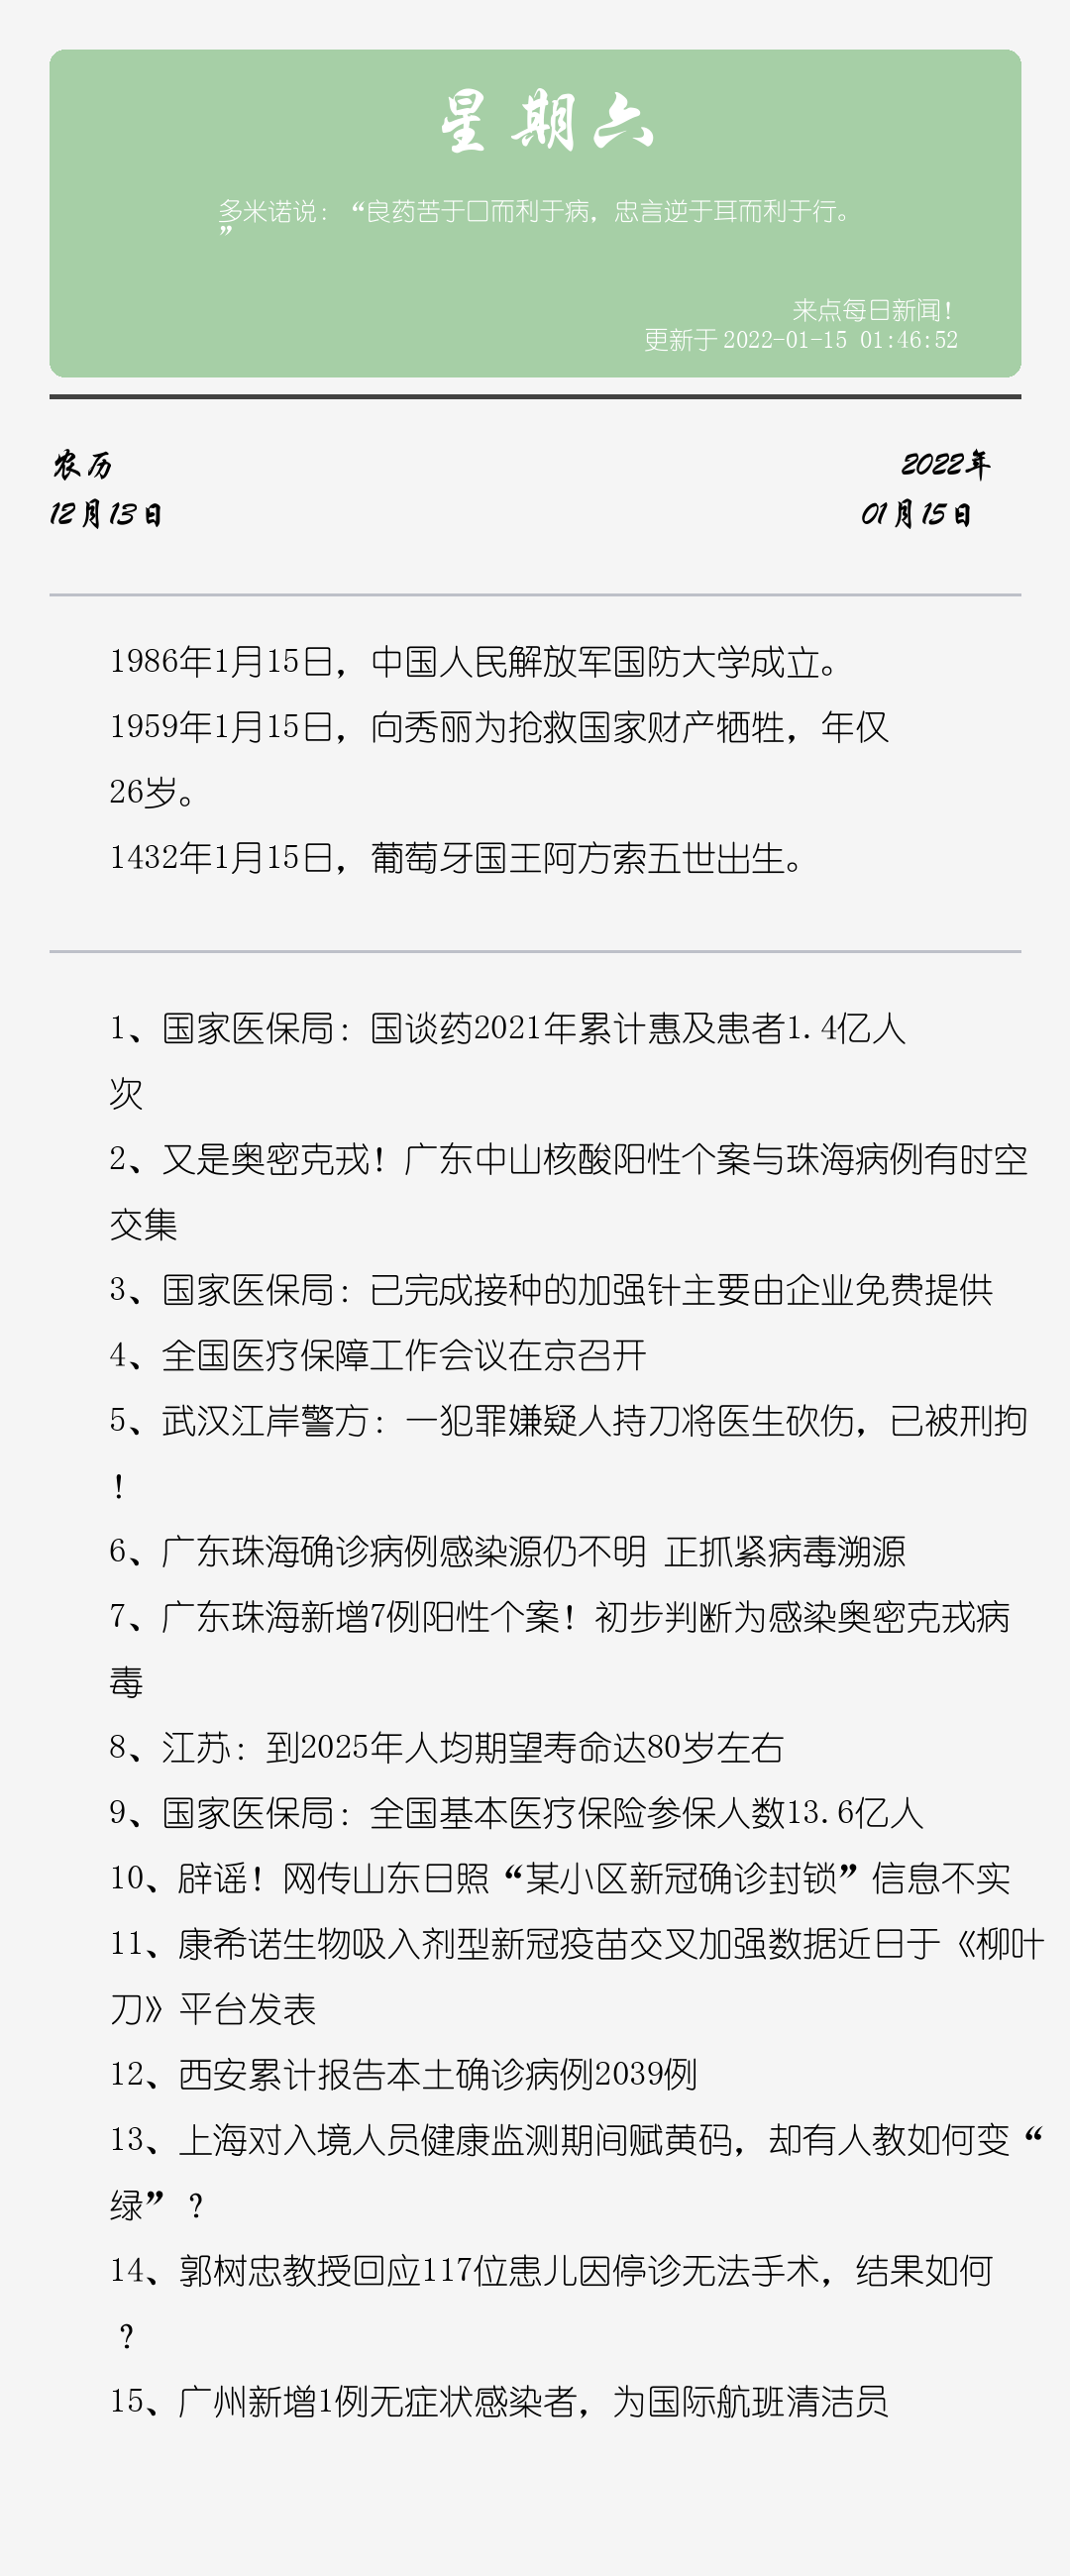 星期六
多米诺说：“良药苦于口而利于病，忠言逆于耳而利于行。
”
来点每日新闻！
更新于 2022-01-15 01:46:52
农历
2022年
12月13日
01月15日
1986年1月15日，中国人民解放军国防大学成立。
1959年1月15日，向秀丽为抢救国家财产牺牲，年仅
26岁。
1432年1月15日，葡萄牙国王阿方索五世出生。
1、国家医保局：国谈药2021年累计惠及患者1.4亿人
次
2、又是奥密克戎！广东中山核酸阳性个案与珠海病例有时空
交集
3、国家医保局：已完成接种的加强针主要由企业免费提供
4、全国医疗保障工作会议在京召开
5、武汉江岸警方：一犯罪嫌疑人持刀将医生砍伤，已被刑拘
！
6、广东珠海确诊病例感染源仍不明 正抓紧病毒溯源
7、广东珠海新增7例阳性个案！初步判断为感染奥密克戎病
毒
8、江苏：到2025年人均期望寿命达80岁左右
9、国家医保局：全国基本医疗保险参保人数13.6亿人
10、辟谣！网传山东日照“某小区新冠确诊封锁”信息不实
11、康希诺生物吸入剂型新冠疫苗交叉加强数据近日于《柳叶
刀》平台发表
12、西安累计报告本土确诊病例2039例
13、上海对入境人员健康监测期间赋黄码，却有人教如何变“
绿”？
14、郭树忠教授回应117位患儿因停诊无法手术，结果如何
？
15、广州新增1例无症状感染者，为国际航班清洁员